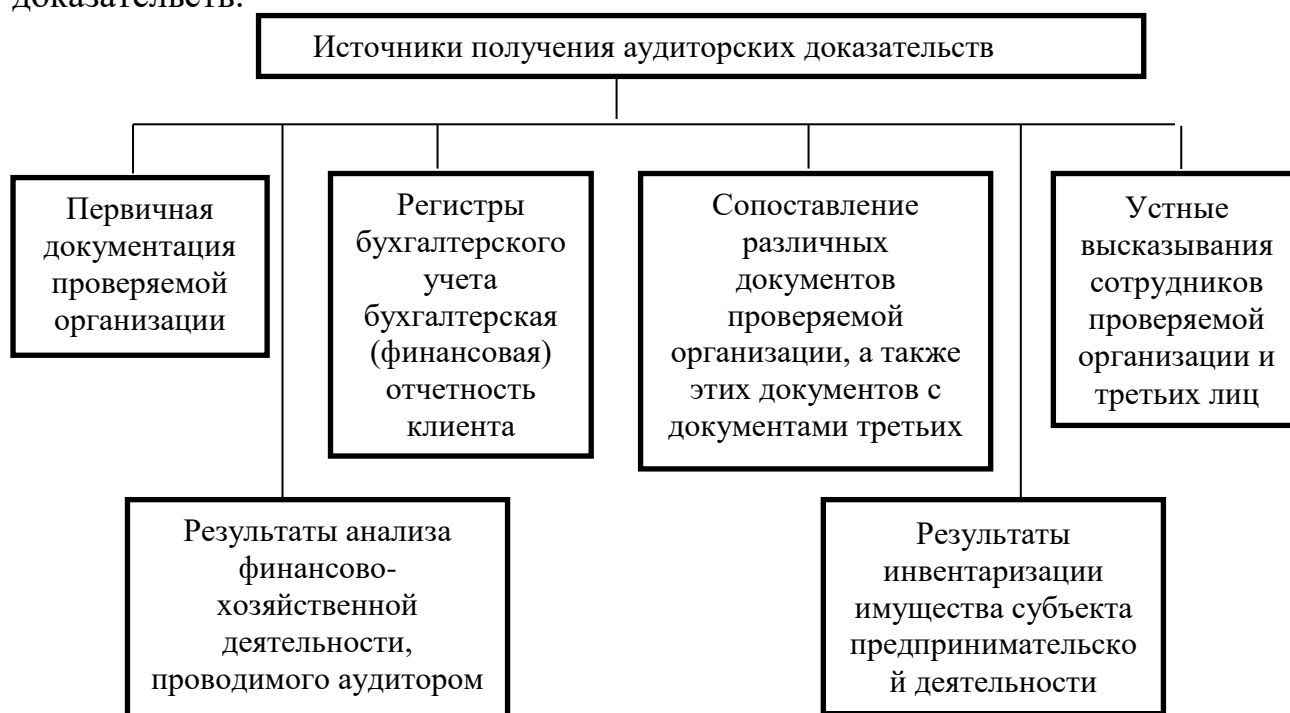 доказательств.
Источники получения аудиторских доказательств
Первичная
документация
проверяемой
организации
Регистры
бухгалтерского
учета
бухгалтерская
(финансовая)
отчетность
клиента
Сопоставление
различных
документов
проверяемой
организации, а также
этих документов с
документами третьих
Устные
высказывания
сотрудников
проверяемой
организации и
третьих лиц
Результаты анализа
финансово-
хозяйственной
деятельности,
проводимого аудитором
Результаты
инвентаризации
имущества субъекта
предпринимательско
й деятельности